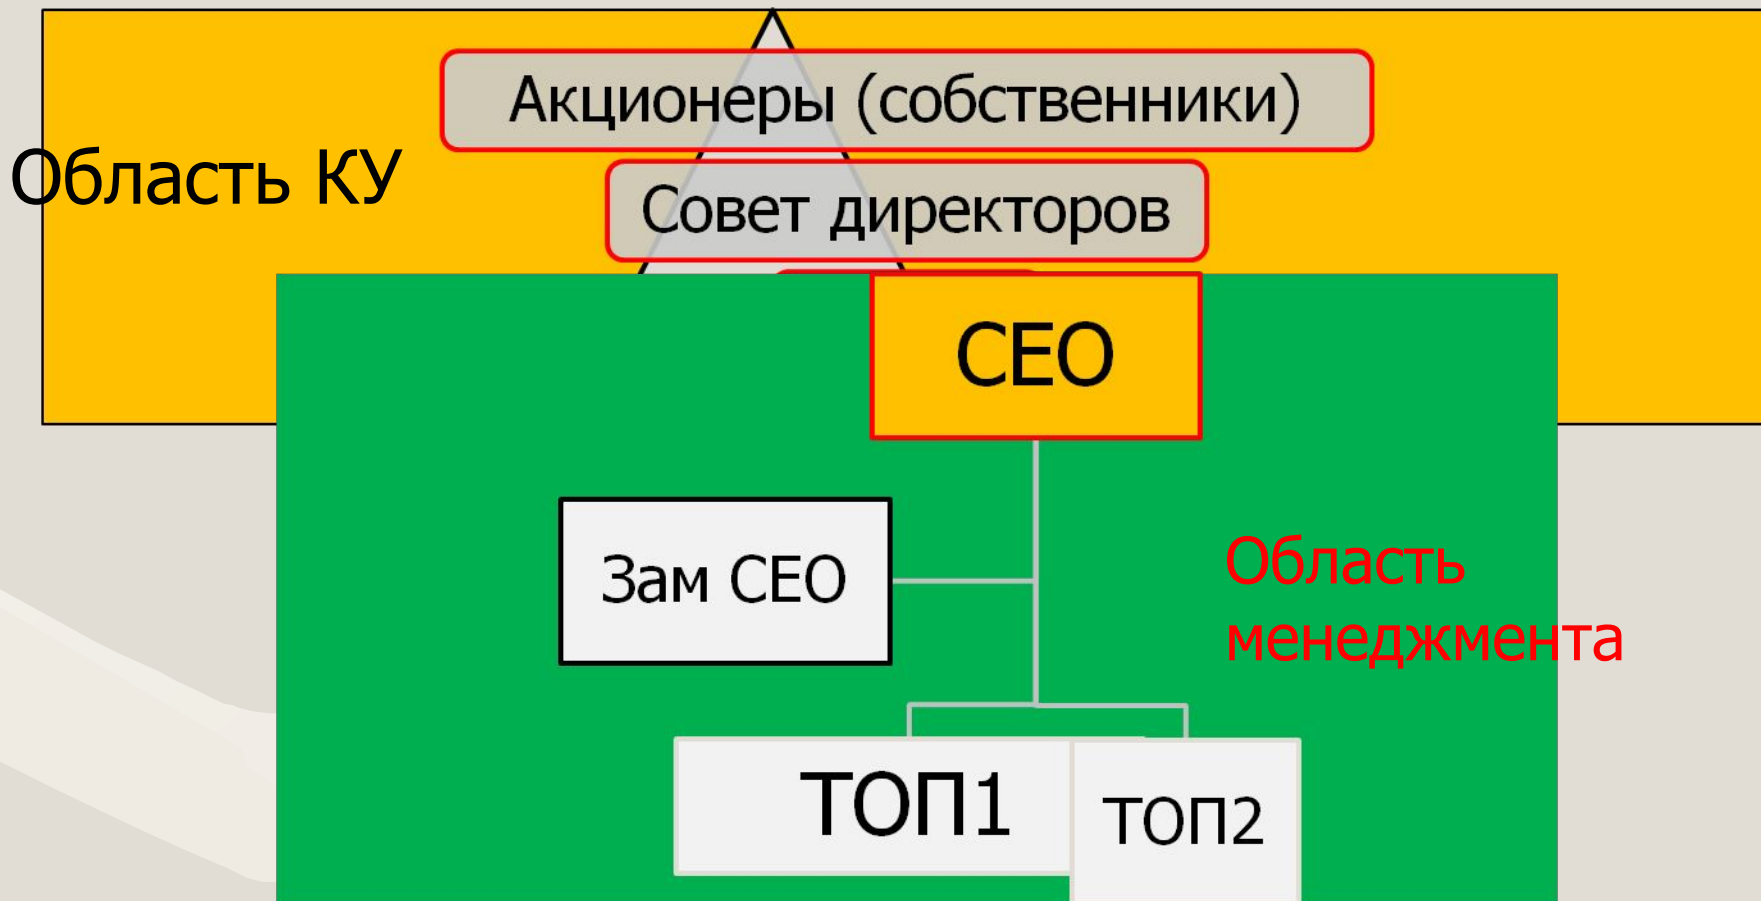 Акционеры (собственники)
Область КУ
Совет директоров
CEO
Зам CEO
Область
менеджмента
ТОП1
ТОП2